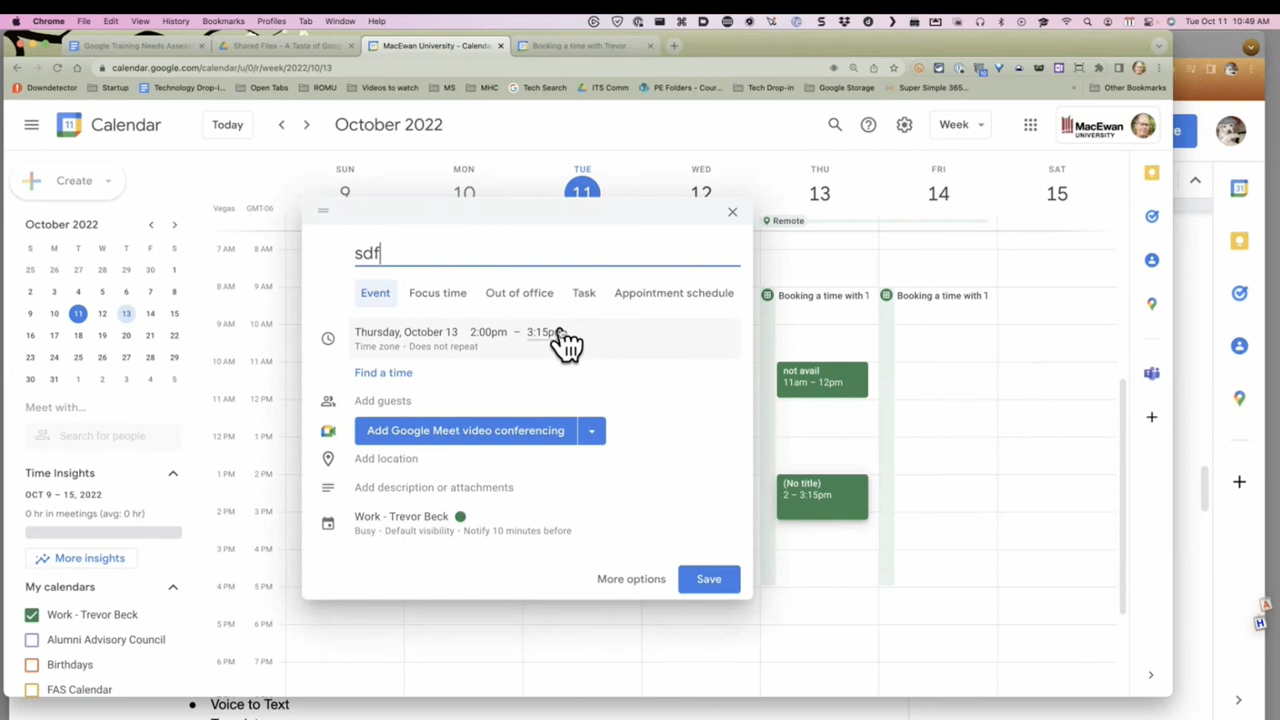 Chrome File Edit View History Bookmarks Profiles Tab Window Help Tue Oct 11 10:49 AM
Google Training Needs Assess Shared Files - A Taste of Goog MacEwan University - Calenda Booking a time with Trevor
calendar.google.com/calendar/u/0/r/week/2022/10/13
Downdetector Startup Technology Drop-i... Open Tabs ROMU Videos to watch MS MHC Tech Search ITS Comm PE Folders - Cour... Tech Drop-in Google Storage Super Simple 365... » Other Bookmarks
11 Calendar Today October 2022 Week MacEwan UNIVERSITY
Create
SUN MON TUE WED THU FRI SAT
9 10 11 12 13 14 15
Vegas GMT-06
Remote
October 2022
S M T W T F S
25 26 27 28 29 30 1
2 3 4 5 6 7 8
9 10 11 12 13 14 15
16 17 18 19 20 21 22
23 24 25 26 27 28 29
30 31 1 2 3 4 5
Meet with...
Search for people
Time Insights
OCT 9 – 15, 2022
0 hr in meetings (avg: 0 hr)
More insights
My calendars
Work - Trevor Beck
Alumni Advisory Council
Birthdays
FAS Calendar
7 AM 8 AM
8 AM 9 AM
9 AM 10 AM
10 AM 11 AM
11 AM 12 PM
12 PM 1 PM
1 PM 2 PM
2 PM 3 PM
3 PM 4 PM
4 PM 5 PM
5 PM 6 PM
6 PM 7 PM
sdf
Event Focus time Out of office Task Appointment schedule
Thursday, October 13 2:00pm – 3:15pm
Time zone · Does not repeat
Find a time
Add guests
Add Google Meet video conferencing
Add location
Add description or attachments
Work - Trevor Beck
Busy · Default visibility · Notify 10 minutes before
More options Save
Booking a time with T Booking a time with T
not avail
11am – 12pm
(No title)
2 – 3:15pm
A
H
Voice to Text